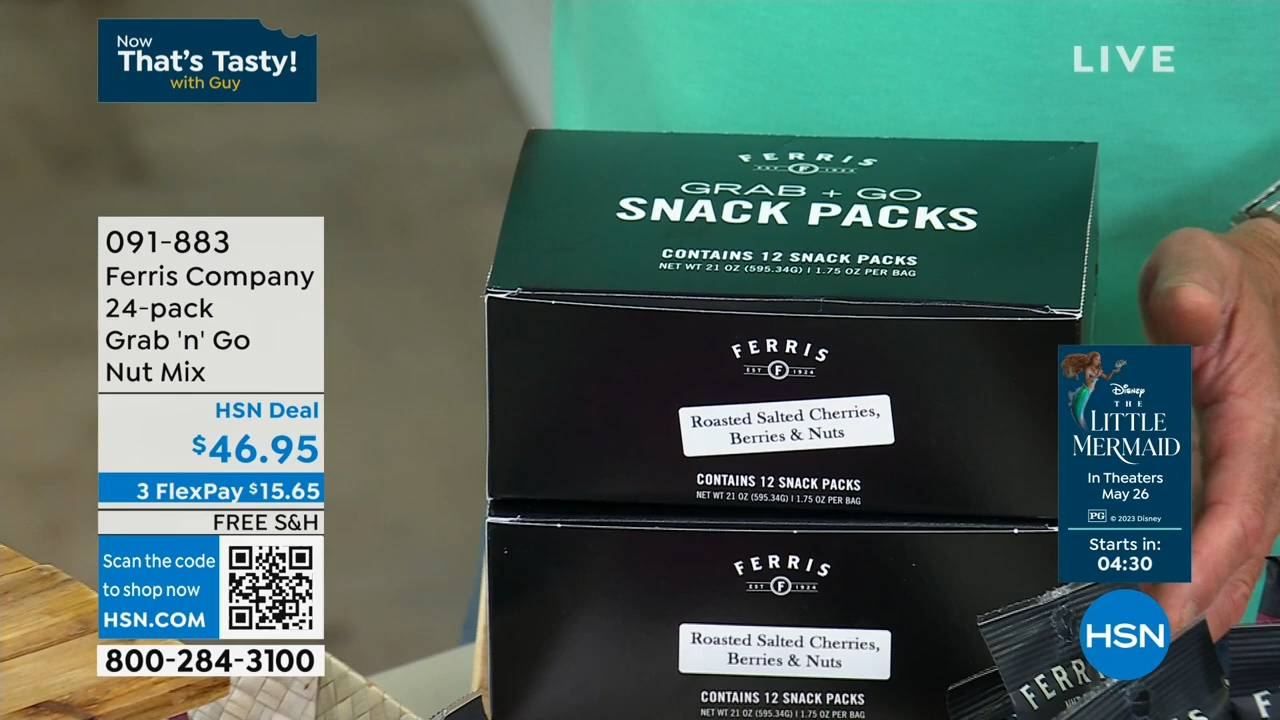 Now
That's Tasty!
with Guy
LIVE
091-883
Ferris Company
24-pack
Grab 'n' Go
Nut Mix
HSN Deal
$46.95
3 FlexPay $15.65
FREE S&H
Scan the code
to shop now
HSN.COM
800-284-3100
FERRIS
EST F 1924
GRAB + GO
SNACK PACKS
CONTAINS 12 SNACK PACKS
NET WT 21 OZ (595.34G) | 1.75 OZ PER BAG
FERRIS
EST F 1924
Roasted Salted Cherries,
Berries & Nuts
CONTAINS 12 SNACK PACKS
NET WT 21 OZ (595.34G) | 1.75 OZ PER BAG
FERRIS
EST F 1924
Roasted Salted Cherries,
Berries & Nuts
CONTAINS 12 SNACK PACKS
NET WT 21 OZ (595.34G) | 1.75 OZ PER BAG
Disney
THE
LITTLE
MERMAID
In Theaters
May 26
PG © 2023 Disney
Starts in:
04:30
HSN